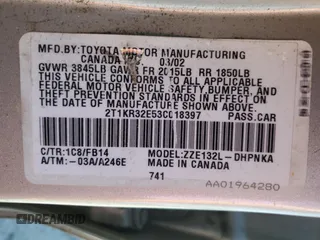 MFD.BY:TOYOTA MOTOR MANUFACTURING
CANADA 03/02
GVWR 3845LB GAWR FR 2015LB RR 1850LB
THIS VEHICLE CONFORMS TO ALL APPLICABLE
FEDERAL MOTOR VEHICLE SAFETY,BUMPER, AND
THEFT PREVENTION STANDARDS IN EFFECT ON
THE DATE OF MANUFACTURE SHOWN ABOVE.
2T1KR32E53C018397 PASS.CAR
C/TR:1C8/FB14 MODEL:ZZE132L-DHPNKA
A/TM:-03A/A246E MADE IN CANADA
741
AA01964280
DREAMBID